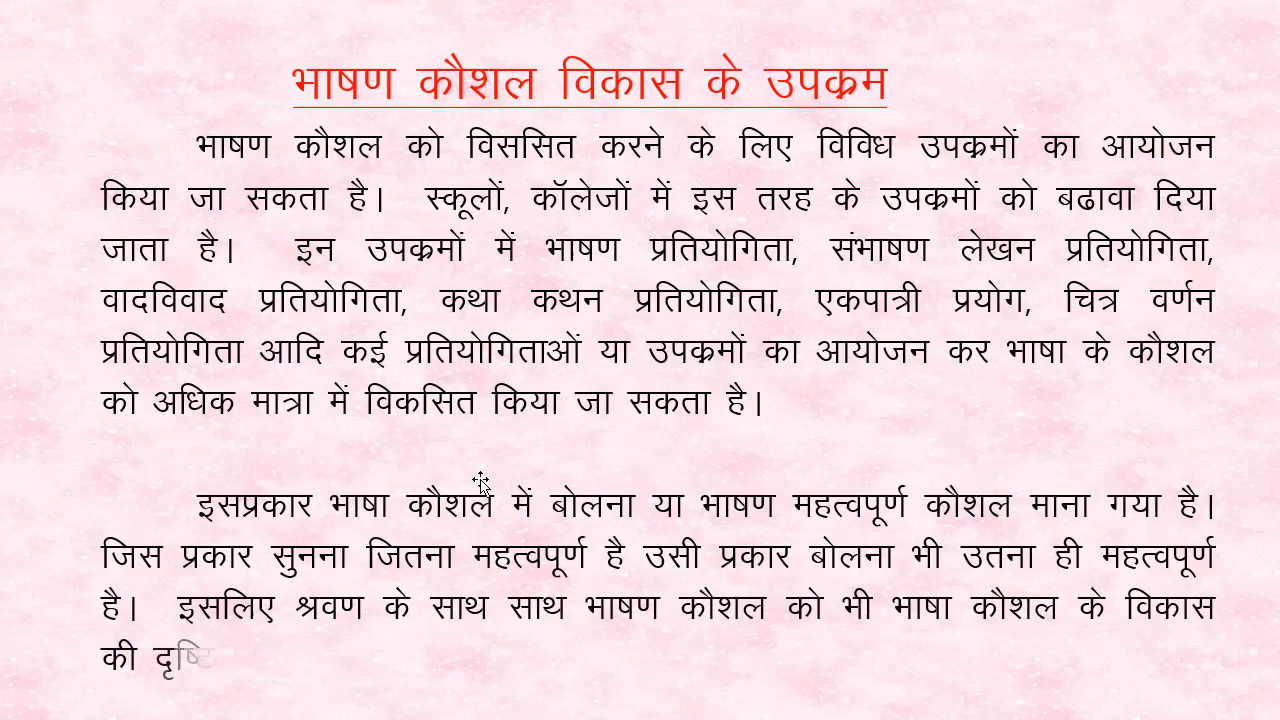 भाषण कौशल विकास के उपक्रम
भाषण कौशल को विससित करने के लिए विविध उपक्रमों का आयोजन
किया जा सकता है। स्कूलों, कॉलेजों में इस तरह के उपक्रमों को बढावा दिया
जाता है। इन उपक्रमों में भाषण प्रतियोगिता, संभाषण लेखन प्रतियोगिता,
वादविवाद प्रतियोगिता, कथा कथन प्रतियोगिता, एकपात्री प्रयोग, चित्र वर्णन
प्रतियोगिता आदि कई प्रतियोगिताओं या उपक्रमों का आयोजन कर भाषा के कौशल
को अधिक मात्रा में विकसित किया जा सकता है।
इसप्रकार भाषा कौशल में बोलना या भाषण महत्वपूर्ण कौशल माना गया है।
जिस प्रकार सुनना जितना महत्वपूर्ण है उसी प्रकार बोलना भी उतना ही महत्वपूर्ण
है। इसलिए श्रवण के साथ साथ भाषण कौशल को भी भाषा कौशल के विकास
की दृष्टि